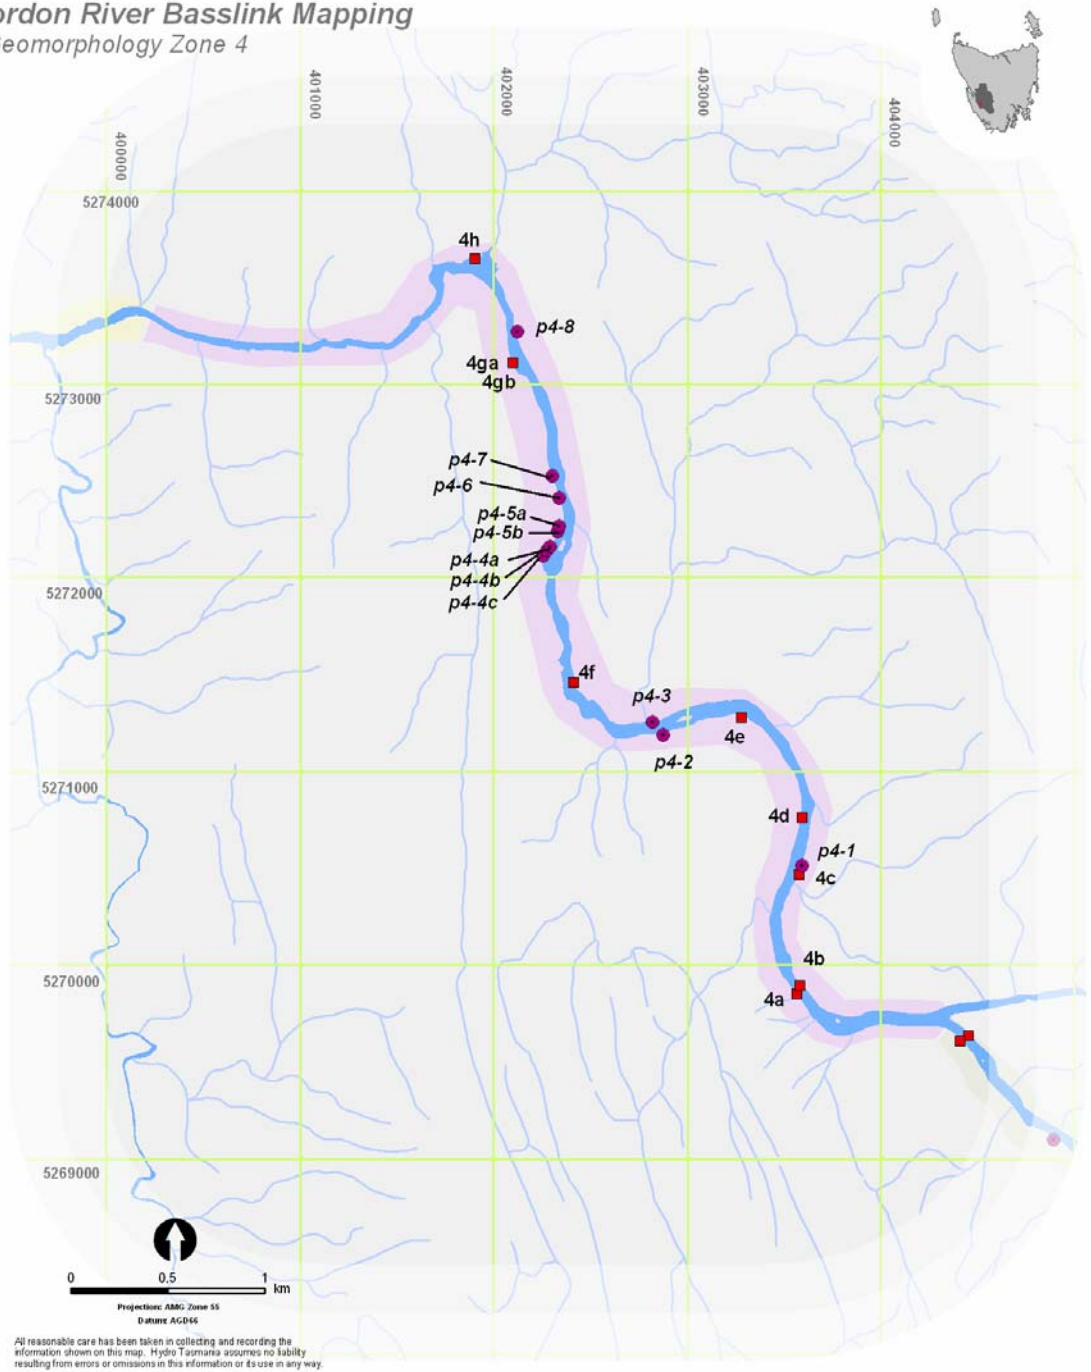 ordon River Basslink Mapping
Geomorphology Zone 4
400000
401000
402000
403000
404000
5274000
4h
p4-8
4ga
4gb
5273000
p4-7
p4-6
p4-5a
p4-5b
p4-4a
p4-4b
p4-4c
5272000
4f
p4-3
4e
p4-2
5271000
4d
p4-1
4c
4b
5270000
4a
5269000
0 0.5 1
km
Projection: AMG Zone 55
Datum: AGD66
All reasonable care has been taken in collecting and recording the
information shown on this map. Hydro Tasmania assumes no liability
resulting from errors or omissions in this information or its use in any way.